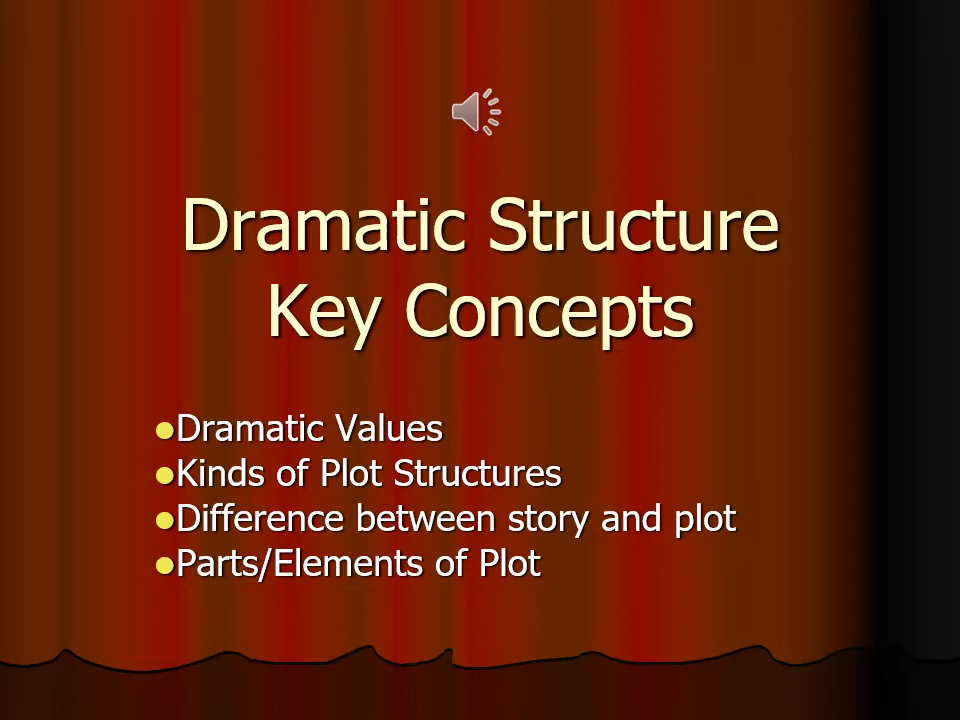 Dramatic Structure
Key Concepts
Dramatic Values
Kinds of Plot Structures
Difference between story and plot
Parts/Elements of Plot